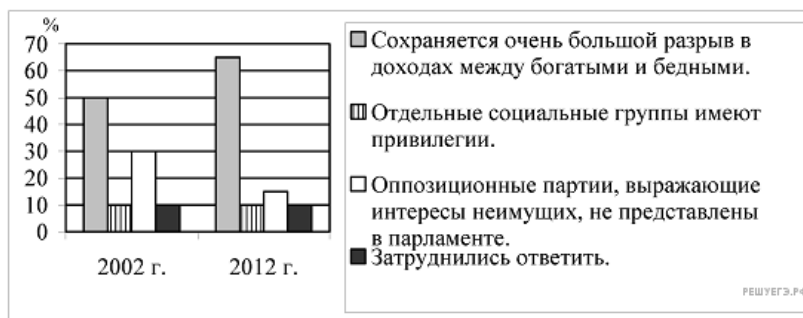 %
70
60
50
40
30
20
10
0
2002 г.
2012 г.
Сохраняется очень большой разрыв в
доходах между богатыми и бедными.
Отдельные социальные группы имеют
привилегии.
Оппозиционные партии, выражающие
интересы неимущих, не представлены
в парламенте.
Затруднились ответить.
РЕШУЕГЭ.РФ